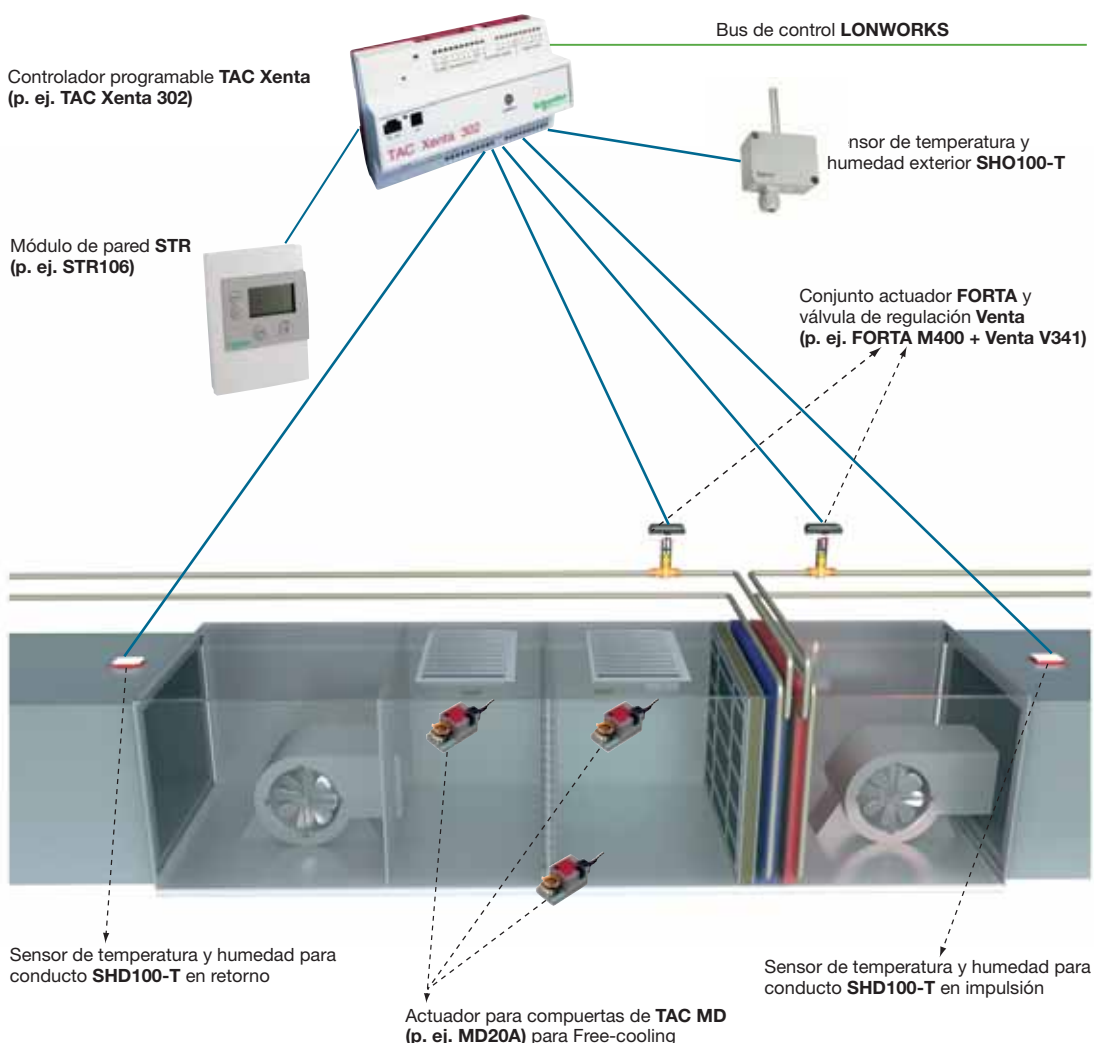 Bus de control LONWORKS
Controlador programable TAC Xenta
(p. ej. TAC Xenta 302)
TAC Xenta 302
Schneider
nsor de temperatura y
humedad exterior SHO100-T
Módulo de pared STR
(p. ej. STR106)
Conjunto actuador FORTA y
válvula de regulación Venta
(p. ej. FORTA M400 + Venta V341)
Sensor de temperatura y humedad para
conducto SHD100-T en retorno
Sensor de temperatura y humedad para
conducto SHD100-T en impulsión
Actuador para compuertas de TAC MD
(p. ej. MD20A) para Free-cooling